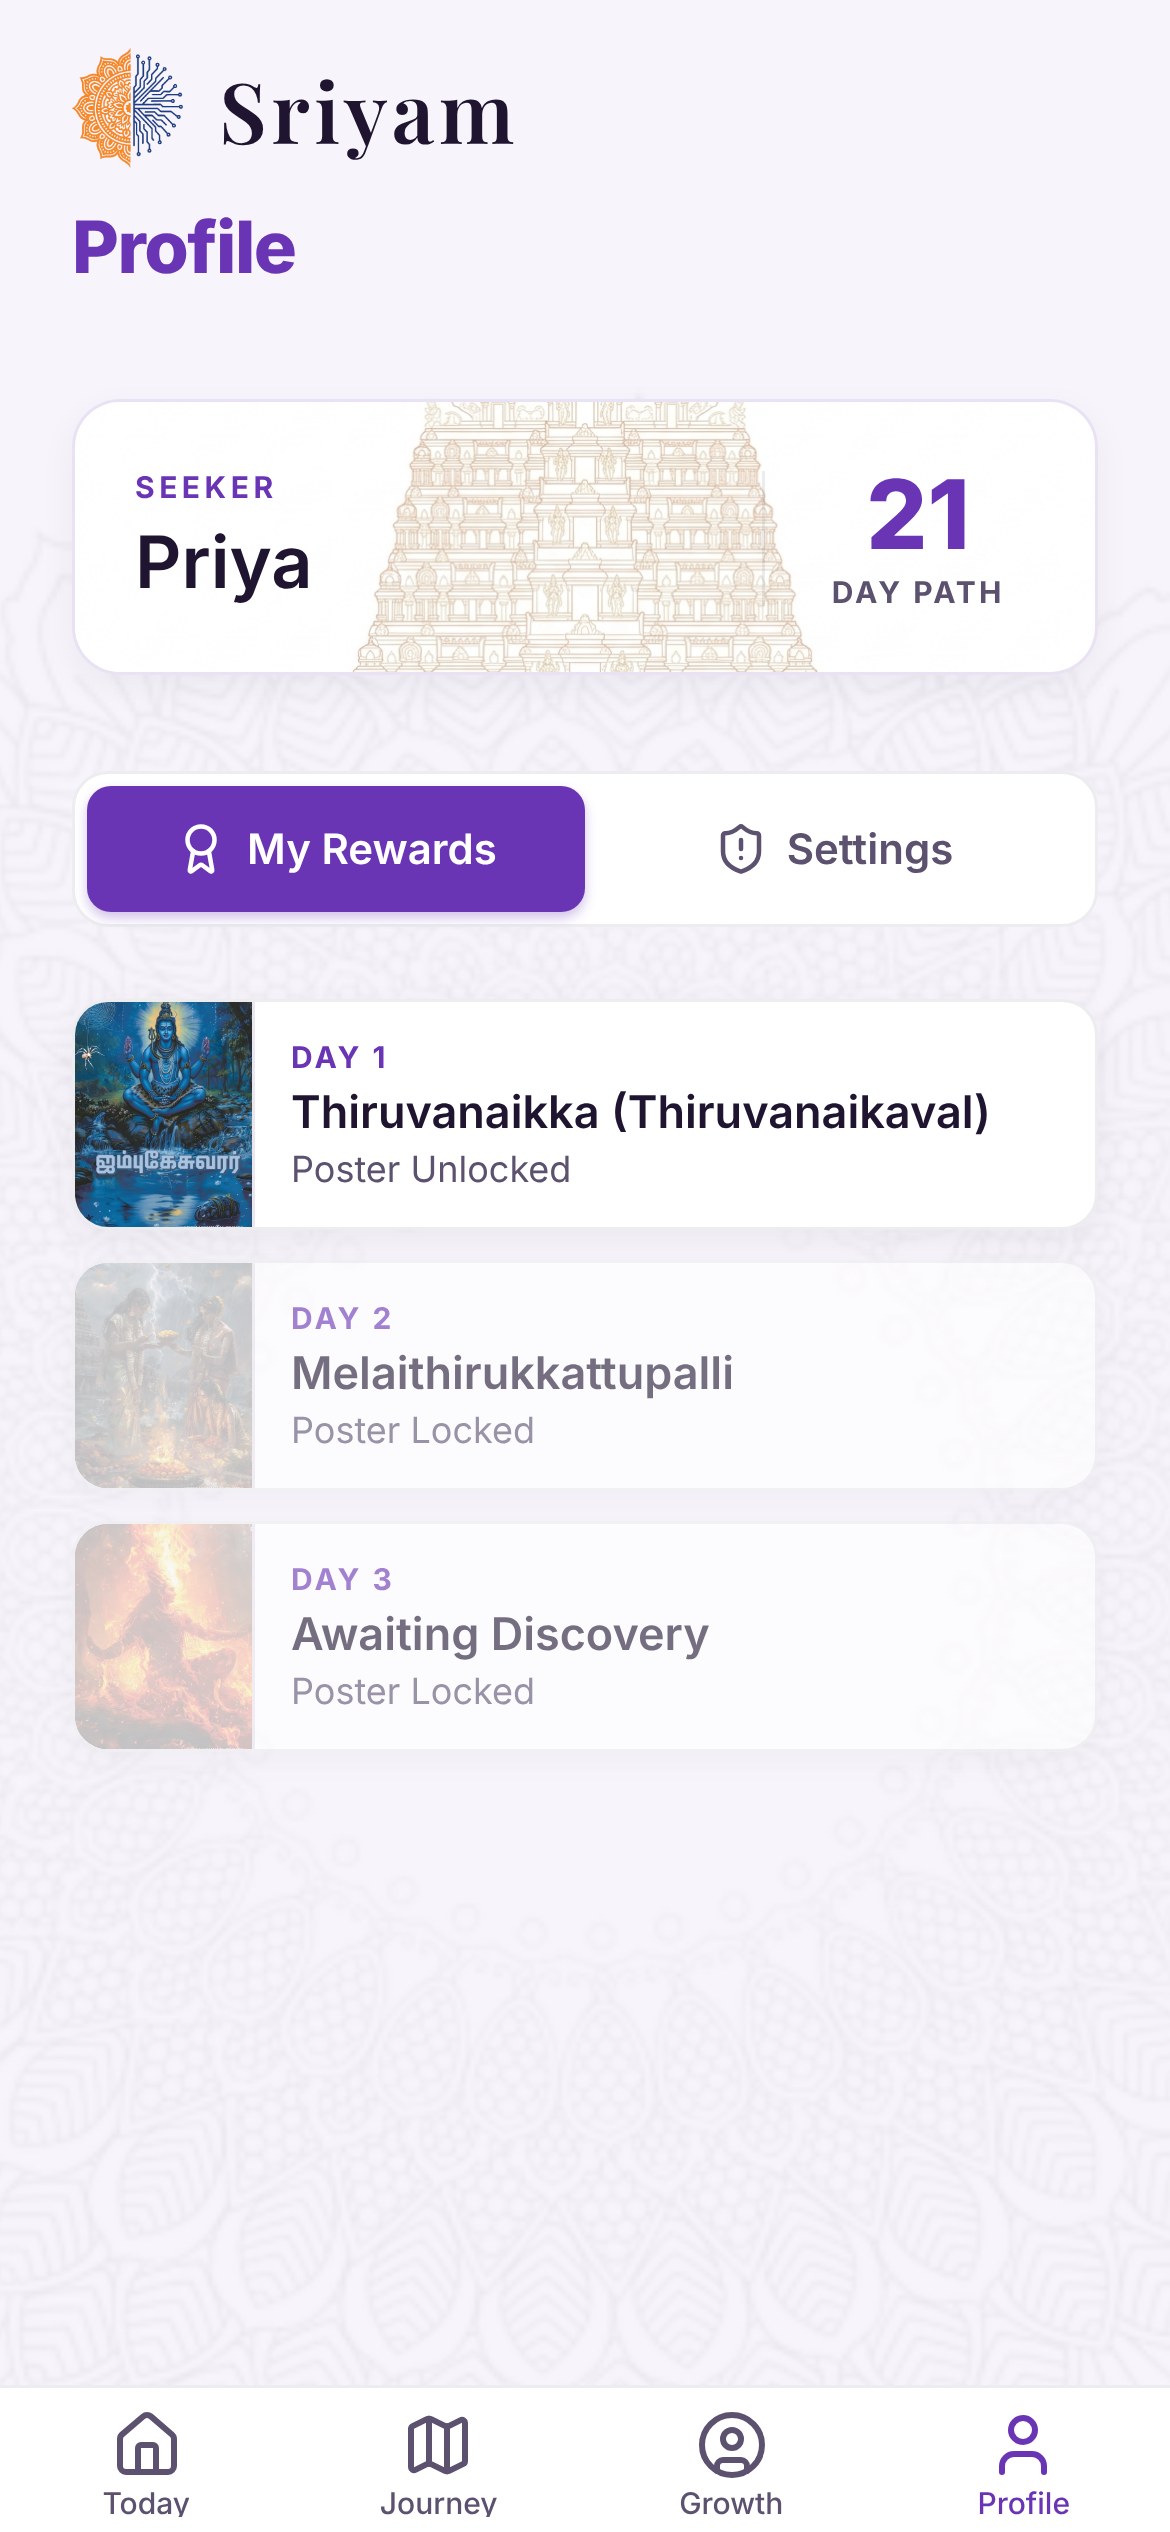 Sriyam
Profile
SEEKER
Priya
21
DAY PATH
My Rewards
Settings
ஜம்புகேசுவரர்
DAY 1
Thiruvanaikka (Thiruvanaikaval)
Poster Unlocked
DAY 2
Melaithirukkattupalli
Poster Locked
DAY 3
Awaiting Discovery
Poster Locked
Today
Journey
Growth
Profile